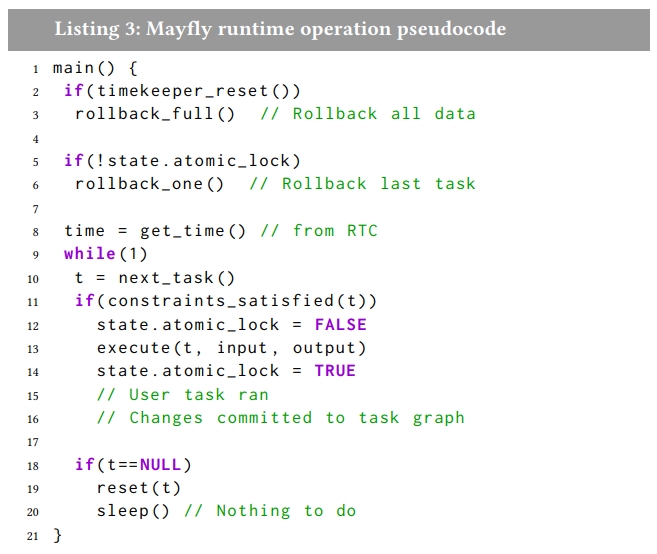 Listing 3: Mayfly runtime operation pseudocode
1 main() {
2  if(timekeeper_reset())
3   rollback_full()  // Rollback all data
4
5  if(!state.atomic_lock)
6   rollback_one()  // Rollback last task
7
8  time = get_time() // from RTC
9  while(1)
10   t = next_task()
11   if(constraints_satisfied(t))
12     state.atomic_lock = FALSE
13     execute(t, input, output)
14     state.atomic_lock = TRUE
15     // User task ran
16     // Changes committed to task graph
17
18   if(t==NULL)
19     reset(t)
20     sleep() // Nothing to do
21 }